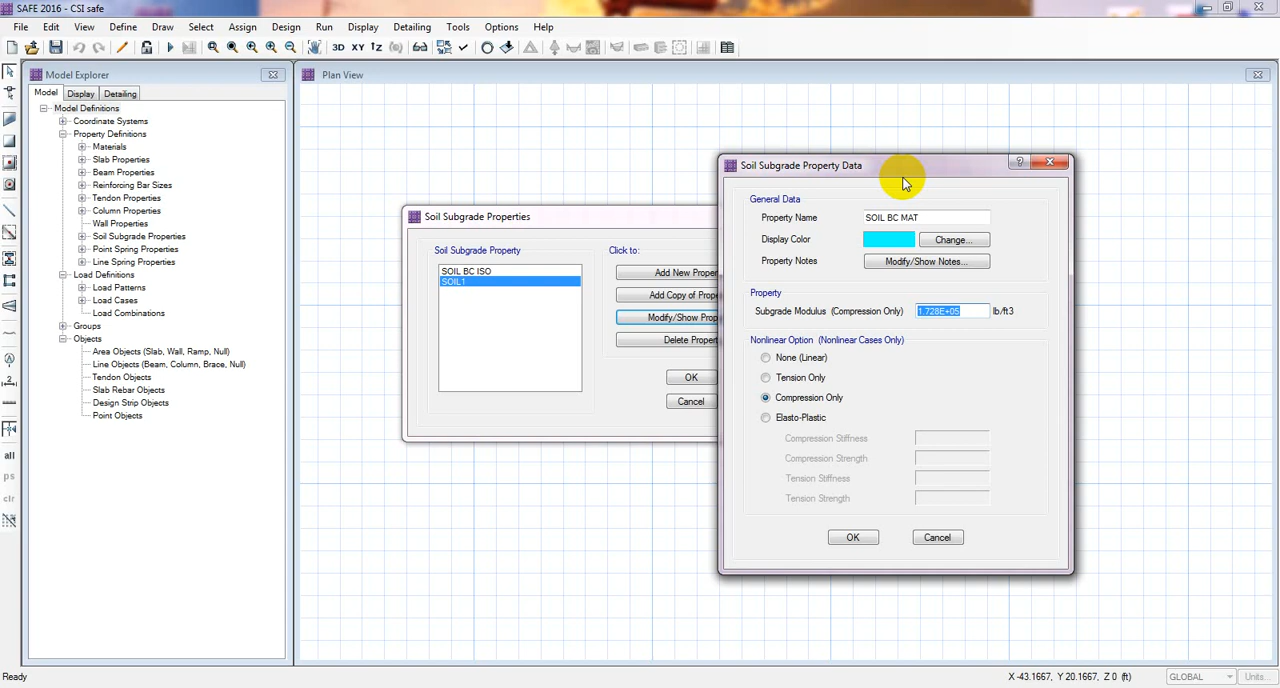 SAFE 2016 - CSI safe
File Edit View Define Draw Select Assign Design Run Display Detailing Tools Options Help
3D XY
Model Explorer
Model Display Detailing
Model Definitions
Coordinate Systems
Property Definitions
Materials
Slab Properties
Beam Properties
Reinforcing Bar Sizes
Tendon Properties
Column Properties
Wall Properties
Soil Subgrade Properties
Point Spring Properties
Line Spring Properties
Load Definitions
Load Patterns
Load Cases
Load Combinations
Groups
Objects
Area Objects (Slab, Wall, Ramp, Null)
Line Objects (Beam, Column, Brace, Null)
Tendon Objects
Slab Rebar Objects
Design Strip Objects
Point Objects
all
ps
clr
Plan View
Soil Subgrade Properties
Soil Subgrade Property
SOIL BC ISO
SOIL1
Click to:
Add New Proper
Add Copy of Prope
Modify/Show Prop
Delete Propert
OK
Cancel
Soil Subgrade Property Data
General Data
Property Name SOIL BC MAT
Display Color Change...
Property Notes Modify/Show Notes...
Property
Subgrade Modulus (Compression Only) 1.728E+05 lb/ft3
Nonlinear Option (Nonlinear Cases Only)
None (Linear)
Tension Only
Compression Only
Elasto-Plastic
Compression Stiffness
Compression Strength
Tension Stiffness
Tension Strength
OK Cancel
Ready X -43.1667, Y 20.1667, Z 0 (ft) GLOBAL Units...